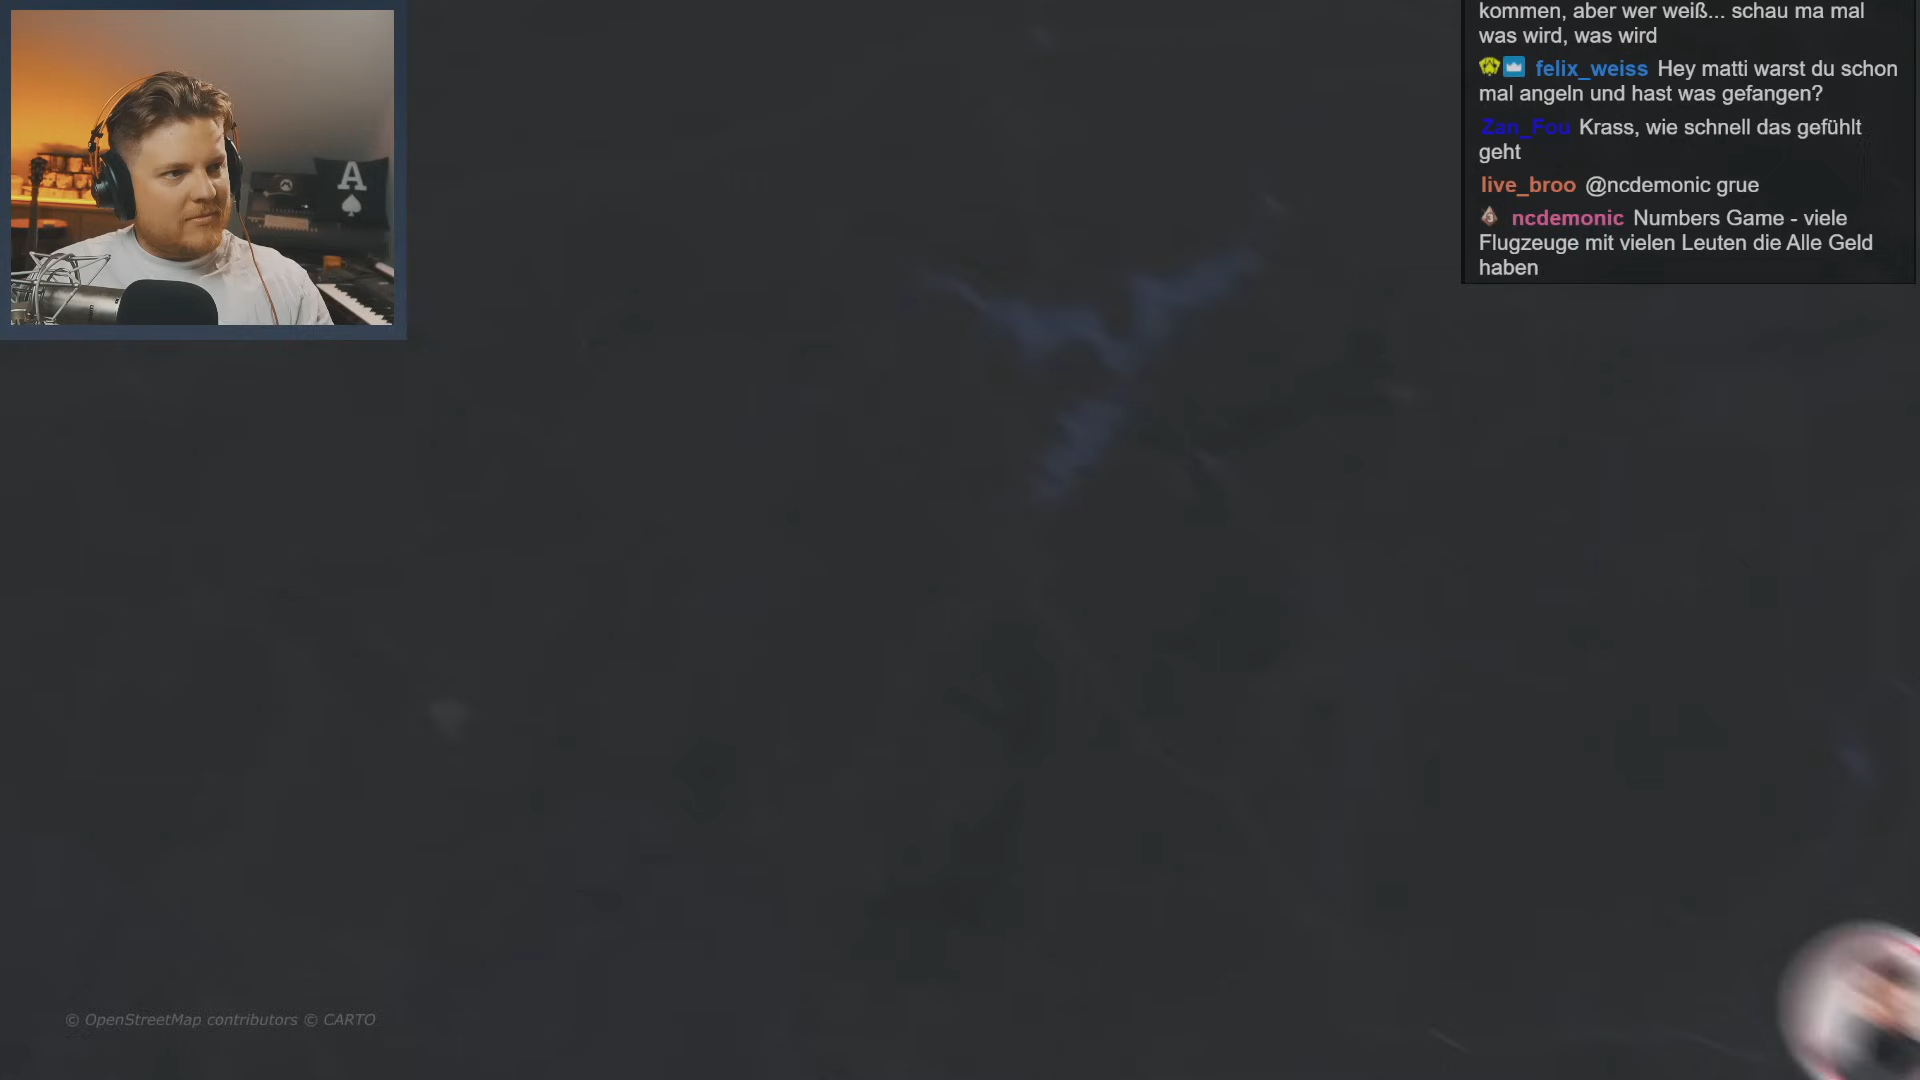 kommen, aber wer weiß... schau ma mal
was wird, was wird
felix_weiss Hey matti warst du schon
mal angeln und hast was gefangen?
Zan_Fou Krass, wie schnell das gefühlt
geht
live_broo @ncdemonic grue
3 ncdemonic Numbers Game - viele
Flugzeuge mit vielen Leuten die Alle Geld
haben
A
© OpenStreetMap contributors © CARTO